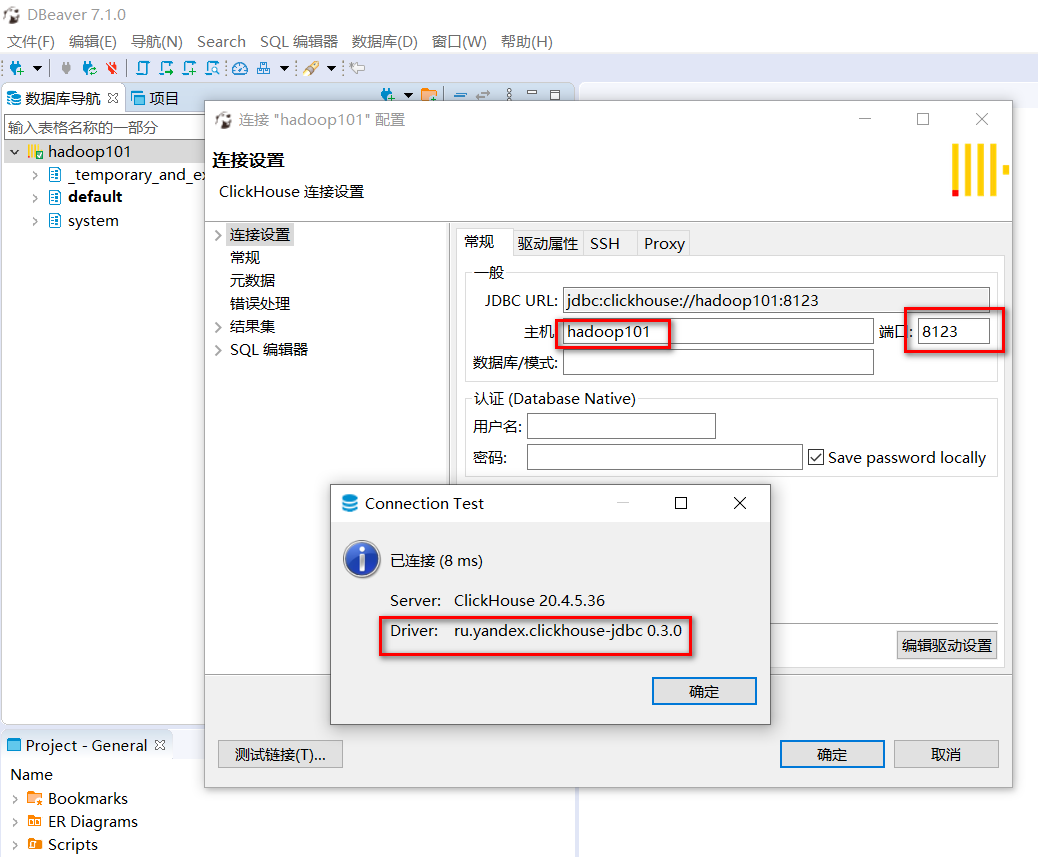 DBeaver 7.1.0
文件(F) 编辑(E) 导航(N) Search SQL 编辑器 数据库(D) 窗口(W) 帮助(H)
数据库导航 项目
输入表格名称的一部分
hadoop101
_temporary_and_ex
default
system
连接 "hadoop101" 配置
连接设置
ClickHouse 连接设置
连接设置
常规
元数据
错误处理
结果集
SQL 编辑器
常规 驱动属性 SSH Proxy
一般
JDBC URL: jdbc:clickhouse://hadoop101:8123
主机 hadoop101 端口: 8123
数据库/模式:
认证 (Database Native)
用户名:
密码: Save password locally
Connection Test
已连接 (8 ms)
Server: ClickHouse 20.4.5.36
Driver: ru.yandex.clickhouse-jdbc 0.3.0
确定
编辑驱动设置
测试链接(T)... 确定 取消
Project - General
Name
Bookmarks
ER Diagrams
Scripts